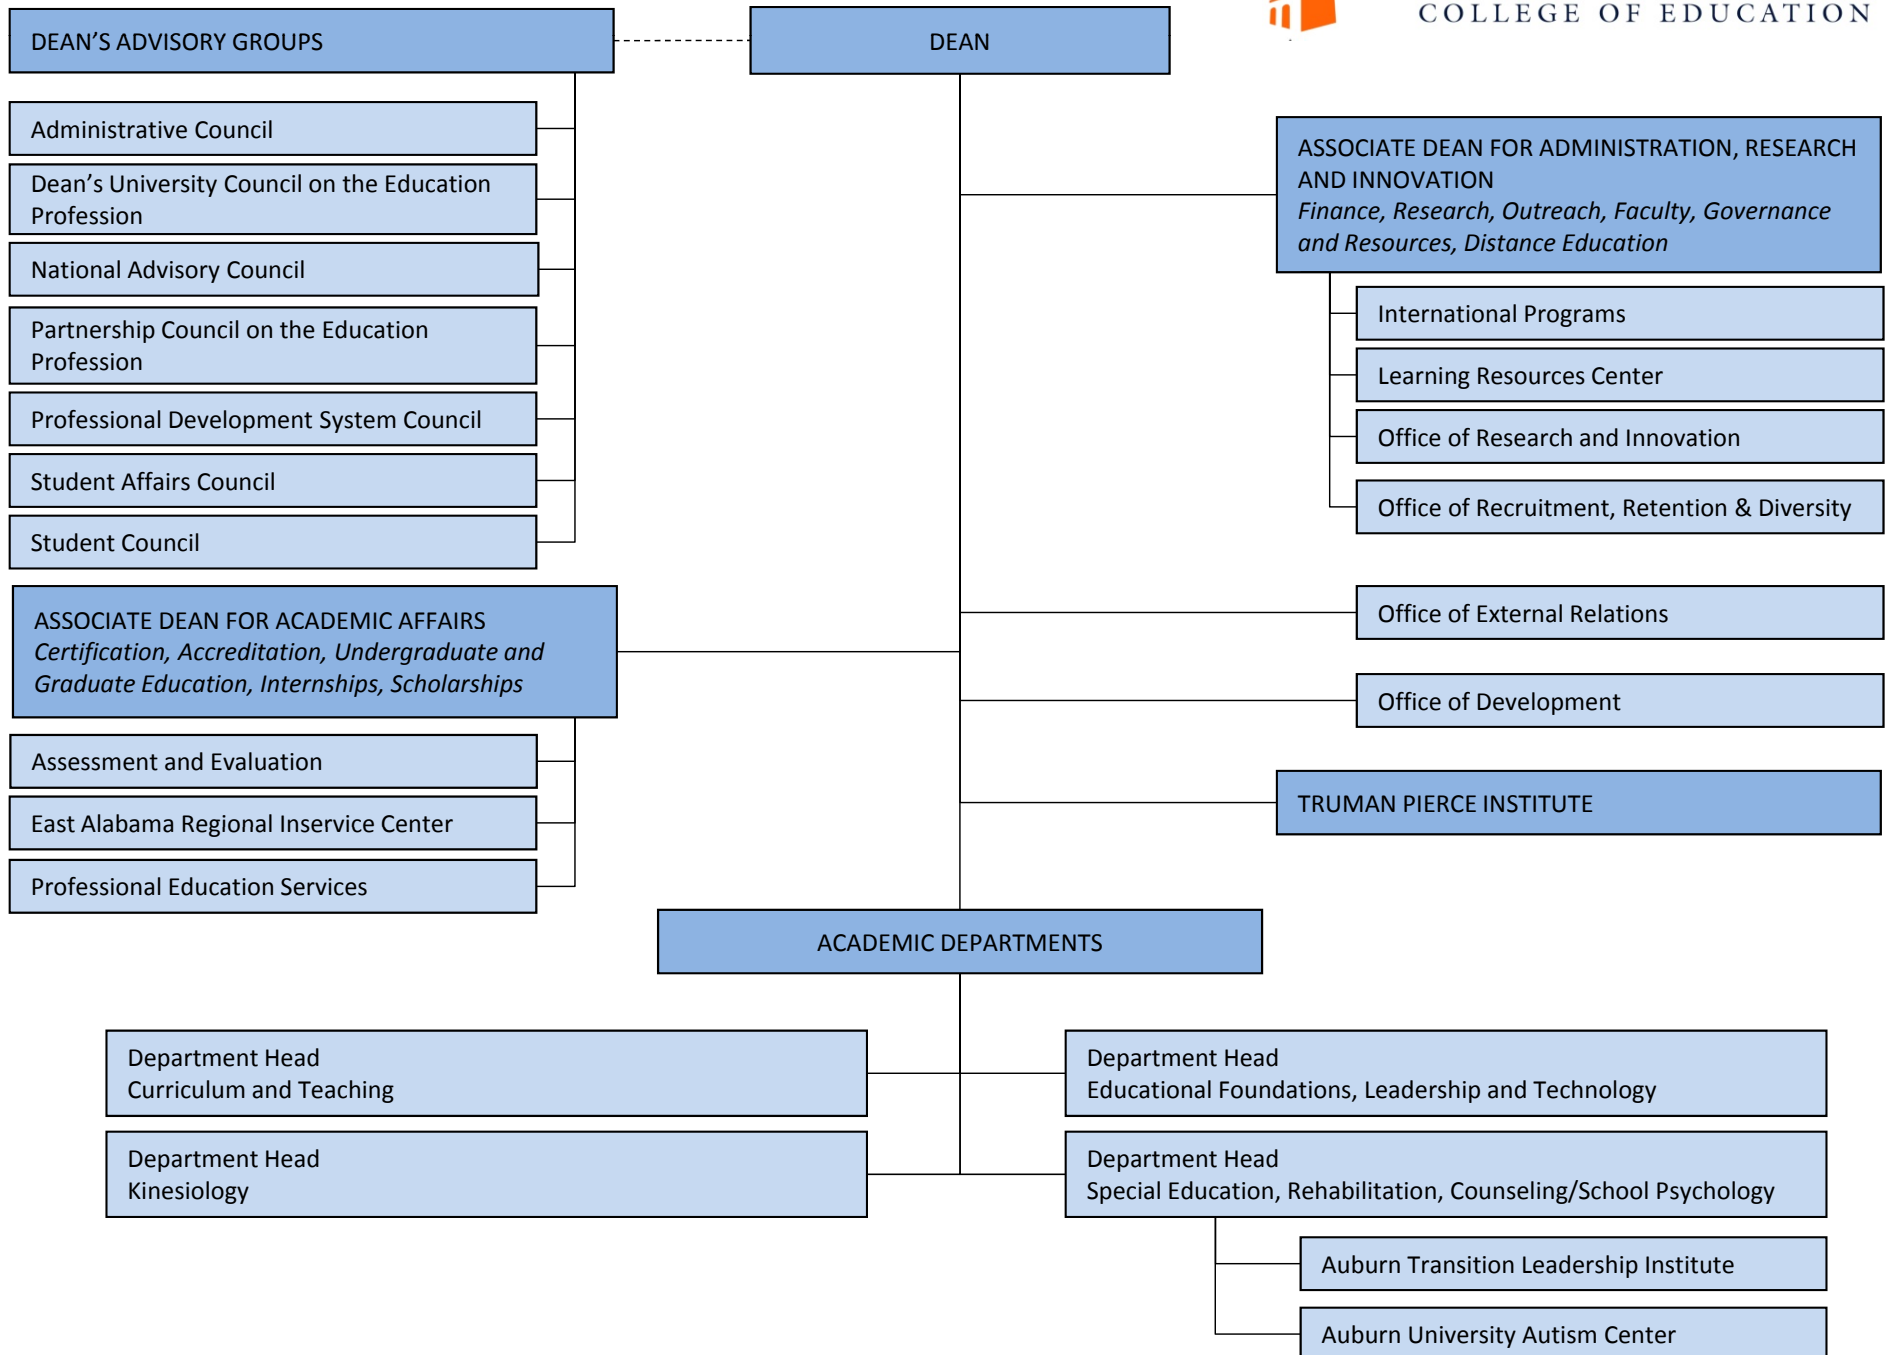 COLLEGE OF EDUCATION
DEAN’S ADVISORY GROUPS
DEAN
Administrative Council
Dean’s University Council on the Education
Profession
National Advisory Council
Partnership Council on the Education
Profession
Professional Development System Council
Student Affairs Council
Student Council
ASSOCIATE DEAN FOR ADMINISTRATION, RESEARCH
AND INNOVATION
Finance, Research, Outreach, Faculty, Governance
and Resources, Distance Education
International Programs
Learning Resources Center
Office of Research and Innovation
Office of Recruitment, Retention & Diversity
ASSOCIATE DEAN FOR ACADEMIC AFFAIRS
Certification, Accreditation, Undergraduate and
Graduate Education, Internships, Scholarships
Assessment and Evaluation
East Alabama Regional Inservice Center
Professional Education Services
Office of External Relations
Office of Development
TRUMAN PIERCE INSTITUTE
ACADEMIC DEPARTMENTS
Department Head
Curriculum and Teaching
Department Head
Educational Foundations, Leadership and Technology
Department Head
Kinesiology
Department Head
Special Education, Rehabilitation, Counseling/School Psychology
Auburn Transition Leadership Institute
Auburn University Autism Center